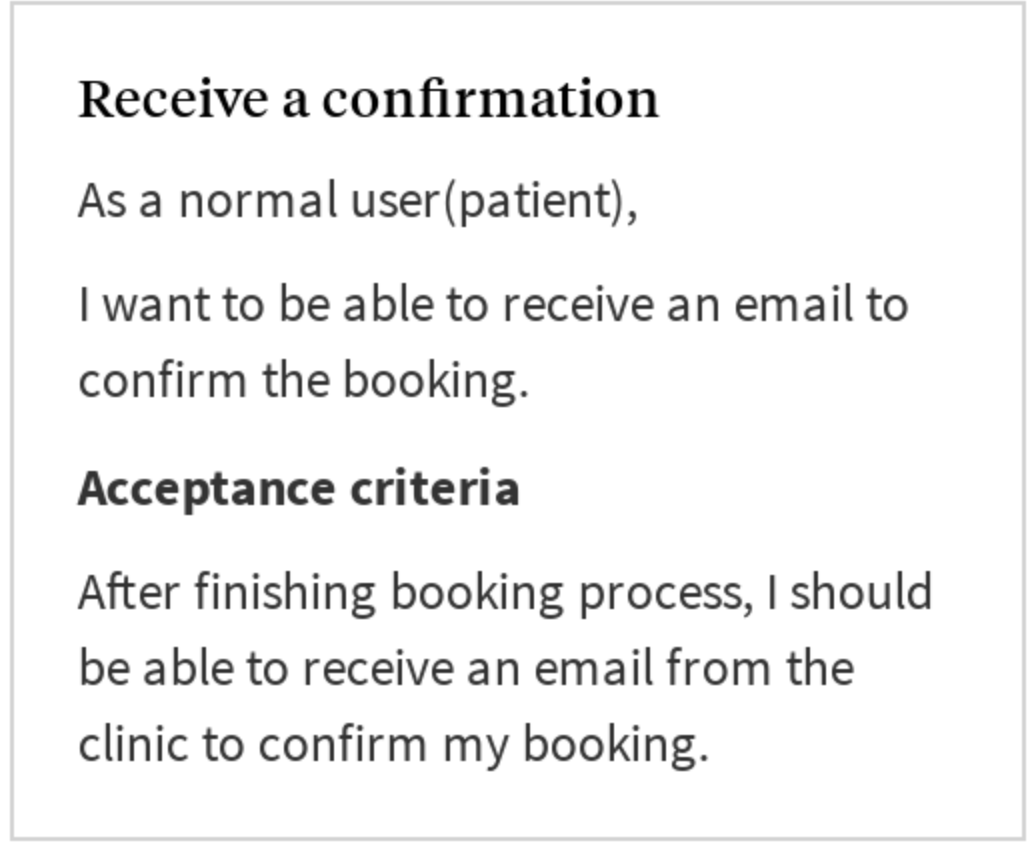 Receive a confirmation
As a normal user(patient),
I want to be able to receive an email to
confirm the booking.
Acceptance criteria
After finishing booking process, I should
be able to receive an email from the
clinic to confirm my booking.